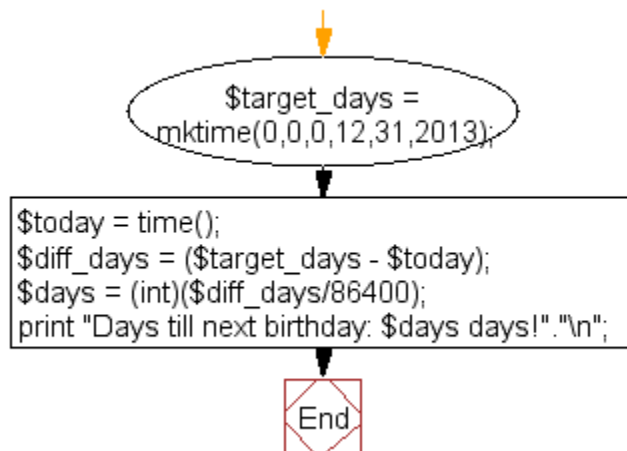 $target_days =
mktime(0,0,0,12,31,2013);
$today = time();
$diff_days = ($target_days - $today);
$days = (int)($diff_days/86400);
print "Days till next birthday: $days days!"."\n";
End